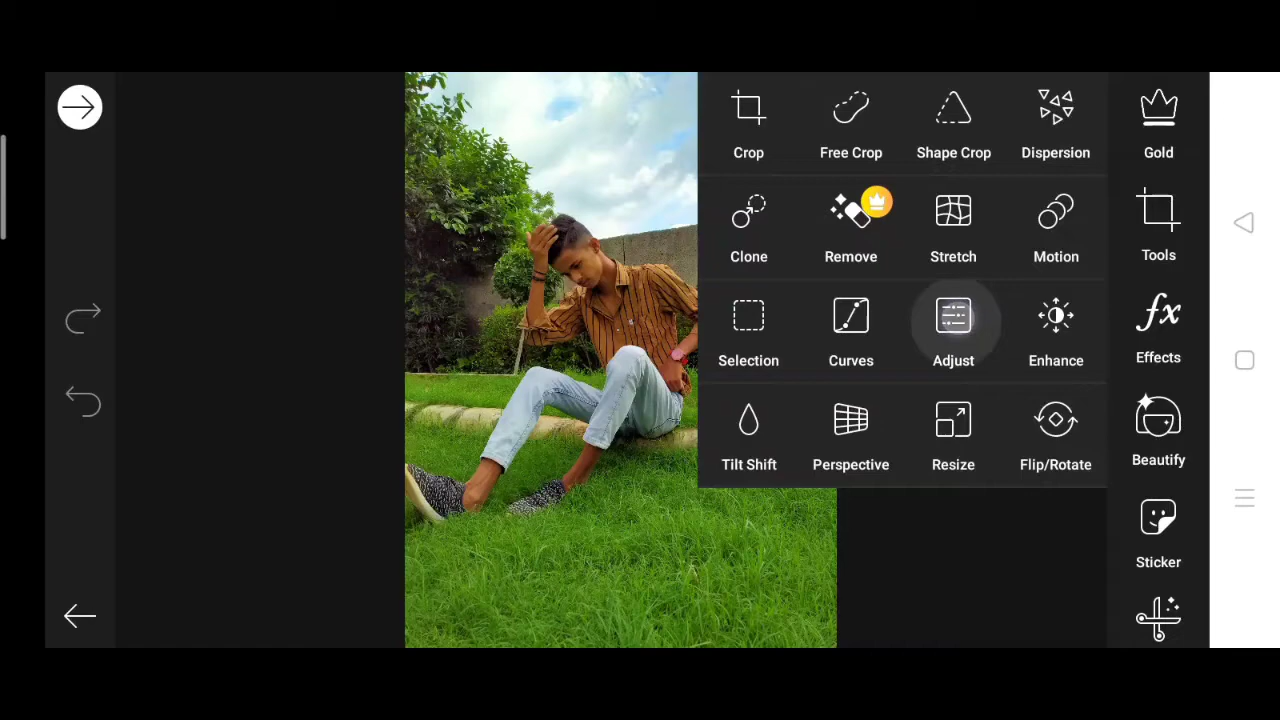 Crop Free Crop Shape Crop Dispersion Gold
Clone Remove Stretch Motion Tools
Selection Curves Adjust Enhance Effects
Tilt Shift Perspective Resize Flip/Rotate Beautify
Sticker